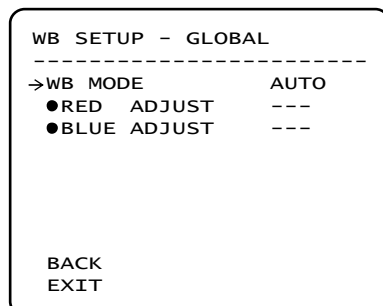 WB SETUP – GLOBAL
------------------------
→WB MODE AUTO
●RED ADJUST ---
●BLUE ADJUST ---
BACK
EXIT